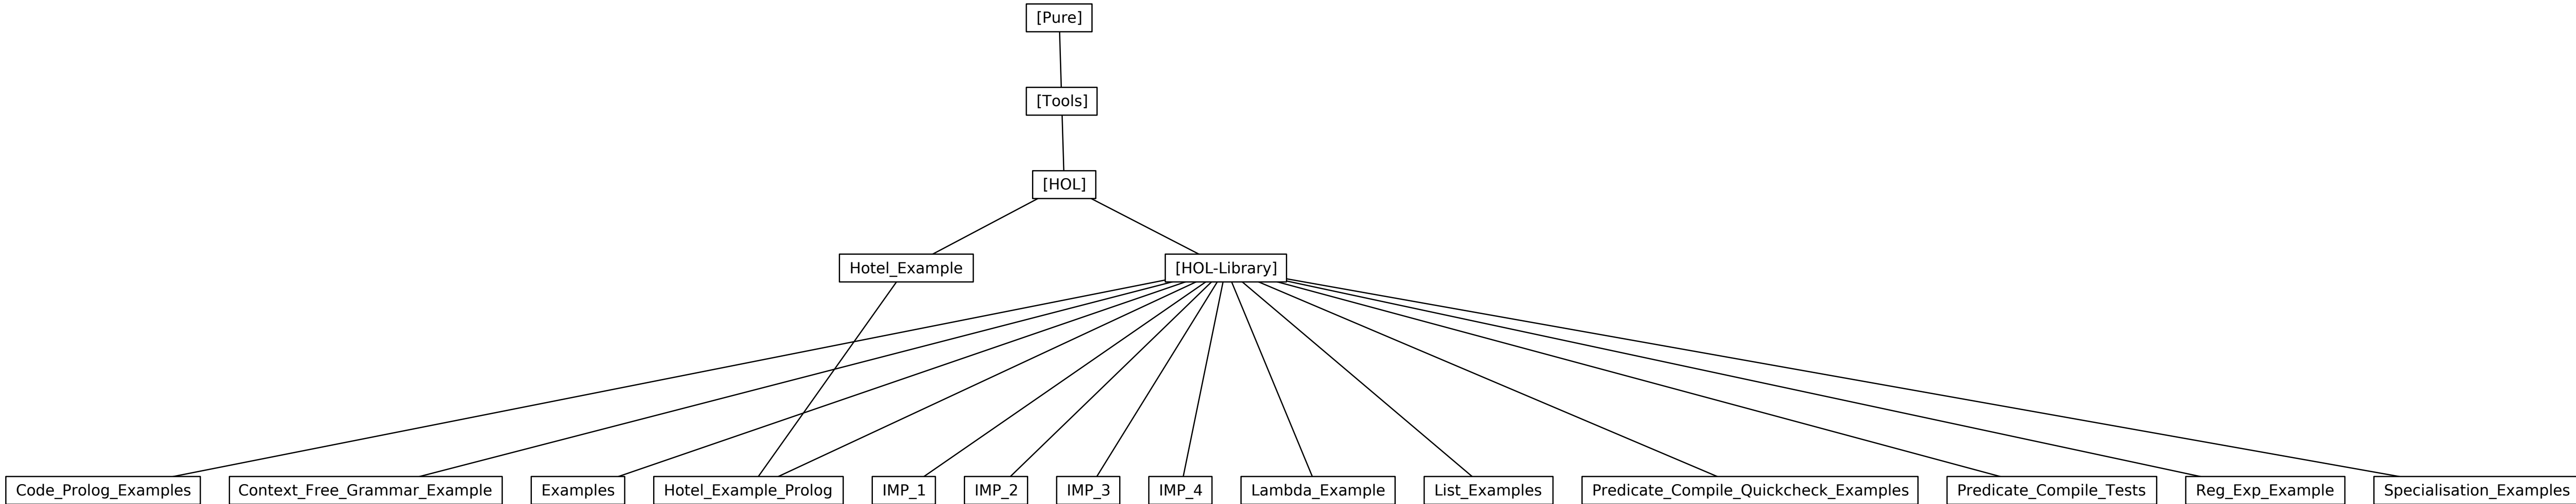 [Pure]
[Tools]
[HOL]
Hotel_Example
[HOL-Library]
Code_Prolog_Examples
Context_Free_Grammar_Example
Examples
Hotel_Example_Prolog
IMP_1
IMP_2
IMP_3
IMP_4
Lambda_Example
List_Examples
Predicate_Compile_Quickcheck_Examples
Predicate_Compile_Tests
Reg_Exp_Example
Specialisation_Examples